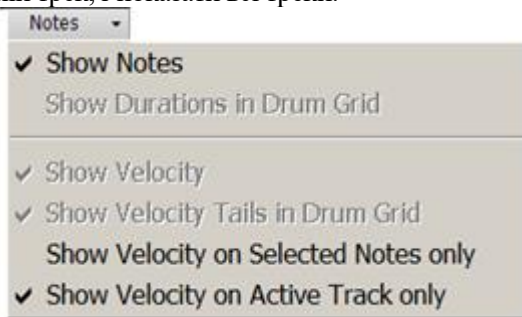 Notes
Show Notes
Show Durations in Drum Grid
Show Velocity
Show Velocity Tails in Drum Grid
Show Velocity on Selected Notes only
Show Velocity on Active Track only